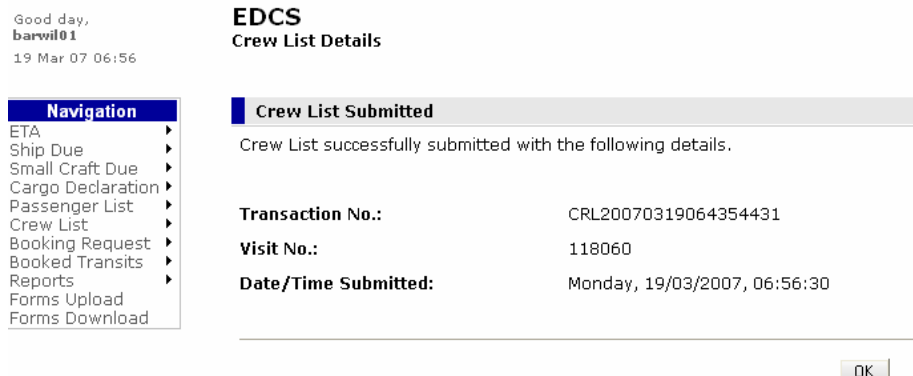 Good day,
barwil01
19 Mar 07 06:56
EDCS
Crew List Details
Navigation
ETA
Ship Due
Small Craft Due
Cargo Declaration
Passenger List
Crew List
Booking Request
Booked Transits
Reports
Forms Upload
Forms Download
Crew List Submitted
Crew List successfully submitted with the following details.
Transaction No.: CRL20070319064354431
Visit No.: 118060
Date/Time Submitted: Monday, 19/03/2007, 06:56:30
OK